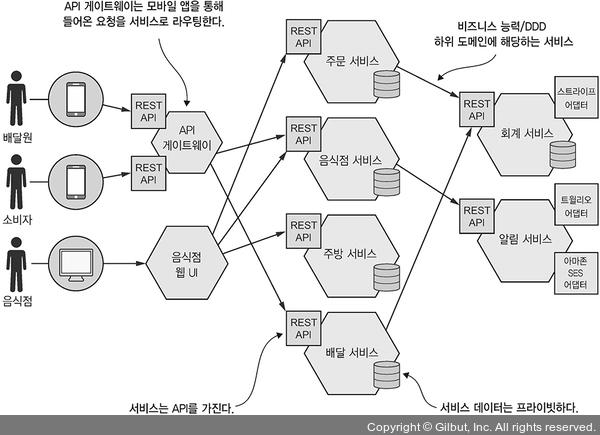 API 게이트웨이는 모바일 앱을 통해
들어온 요청을 서비스로 라우팅한다.
비즈니스 능력/DDD
하위 도메인에 해당하는 서비스
배달원
REST
API
API
게이트웨이
REST
API
소비자
음식점
음식점
웹 UI
REST
API
주문 서비스
REST
API
음식점 서비스
REST
API
주방 서비스
REST
API
배달 서비스
REST
API
회계 서비스
스트라이프
어댑터
REST
API
알림 서비스
트윌리오
어댑터
아마존
SES
어댑터
서비스는 API를 가진다.
서비스 데이터는 프라이빗하다.
Copyright © Gilbut, Inc. All rights reserved.